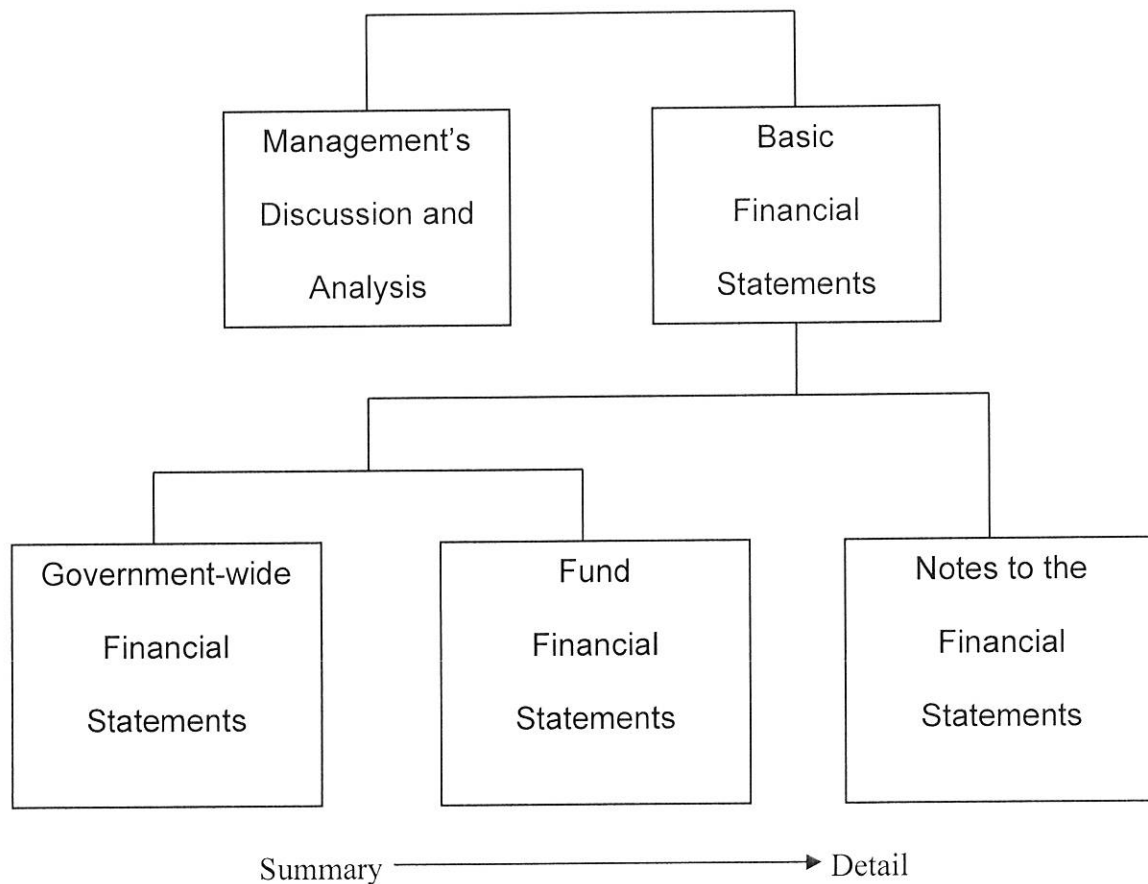 Management's
Discussion and
Analysis
Basic
Financial
Statements
Government-wide
Financial
Statements
Fund
Financial
Statements
Notes to the
Financial
Statements
Summary Detail